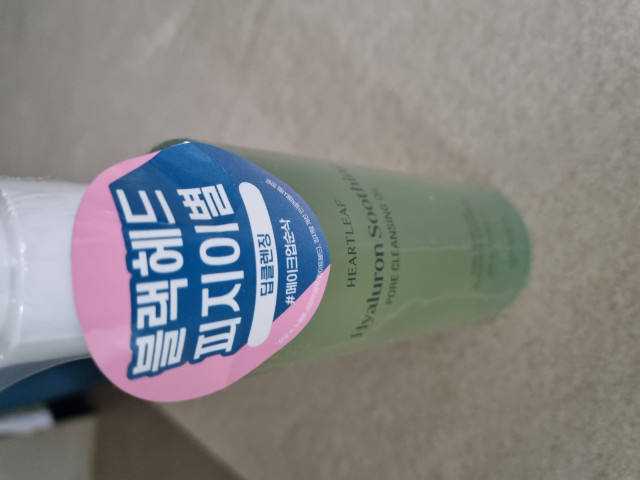 블랙헤드
피지이별
딥클렌징
#메이크업순삭
HEARTLEAF
Hyaluron Soothing
PORE CLEANSING OIL